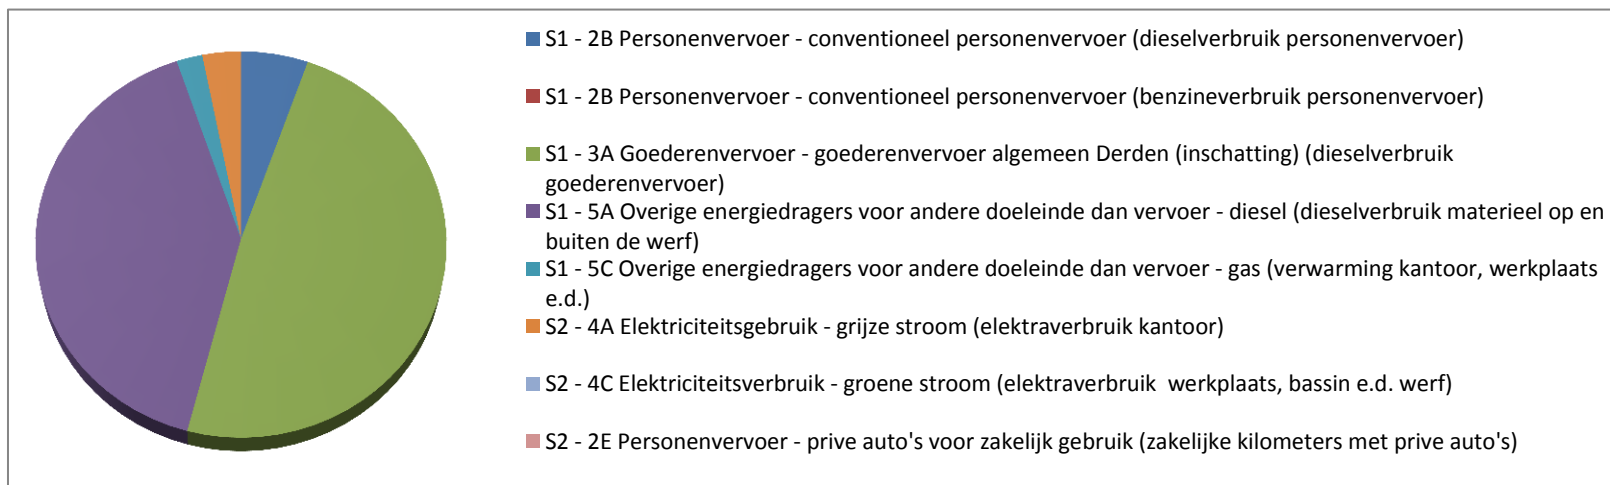 S1 - 2B Personenvervoer - conventioneel personenvervoer (dieselverbruik personenvervoer)
S1 - 2B Personenvervoer - conventioneel personenvervoer (benzineverbruik personenvervoer)
S1 - 3A Goederenvervoer - goederenvervoer algemeen Derden (inschatting) (dieselverbruik
goederenvervoer)
S1 - 5A Overige energiedragers voor andere doeleinde dan vervoer - diesel (dieselverbruik materieel op en
buiten de werf)
S1 - 5C Overige energiedragers voor andere doeleinde dan vervoer - gas (verwarming kantoor, werkplaats
e.d.)
S2 - 4A Elektriciteitsgebruik - grijze stroom (elektraverbruik kantoor)
S2 - 4C Elektriciteitsverbruik - groene stroom (elektraverbruik  werkplaats, bassin e.d. werf)
S2 - 2E Personenvervoer - prive auto's voor zakelijk gebruik (zakelijke kilometers met prive auto's)